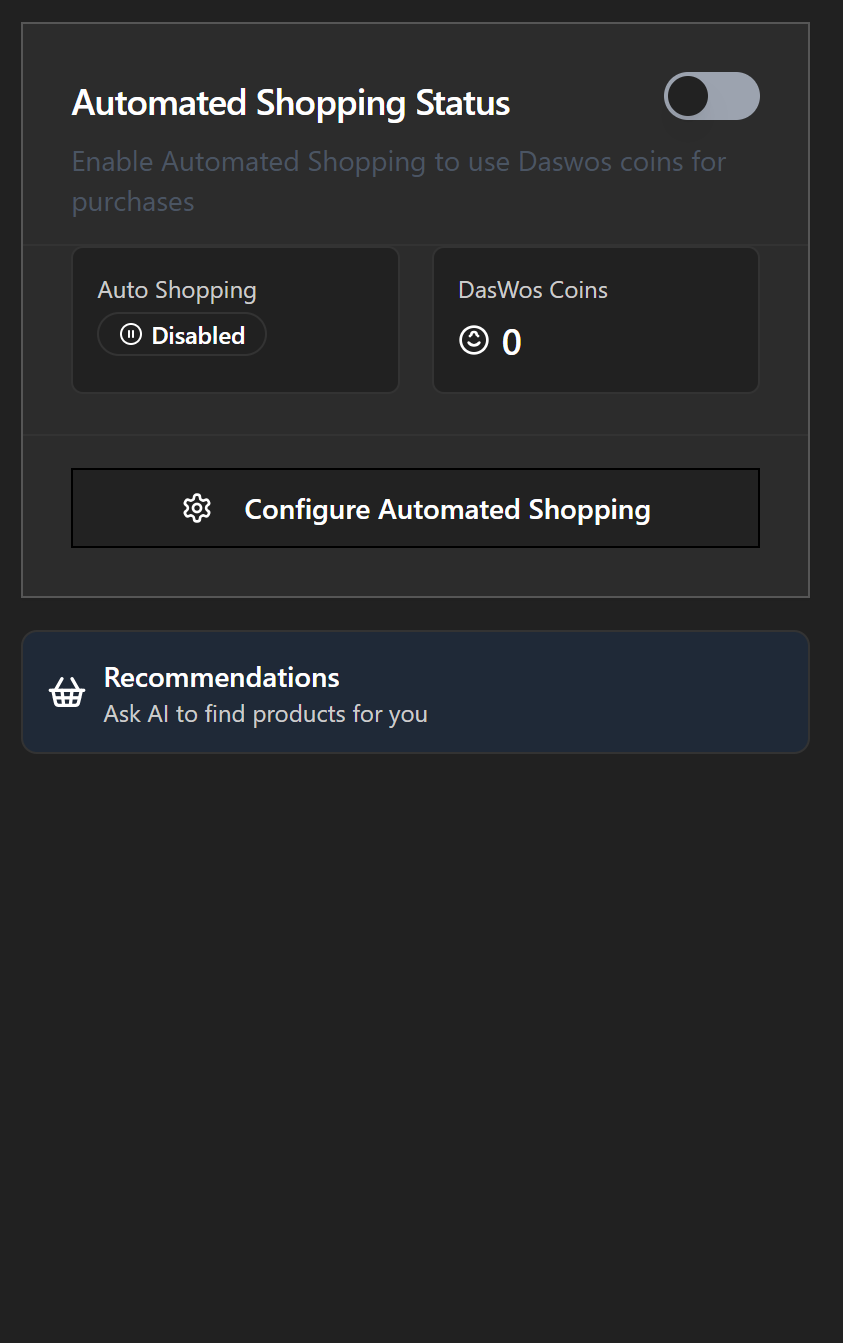 Automated Shopping Status
Enable Automated Shopping to use Daswos coins for
purchases
Auto Shopping
Disabled
DasWos Coins
0
Configure Automated Shopping
Recommendations
Ask AI to find products for you